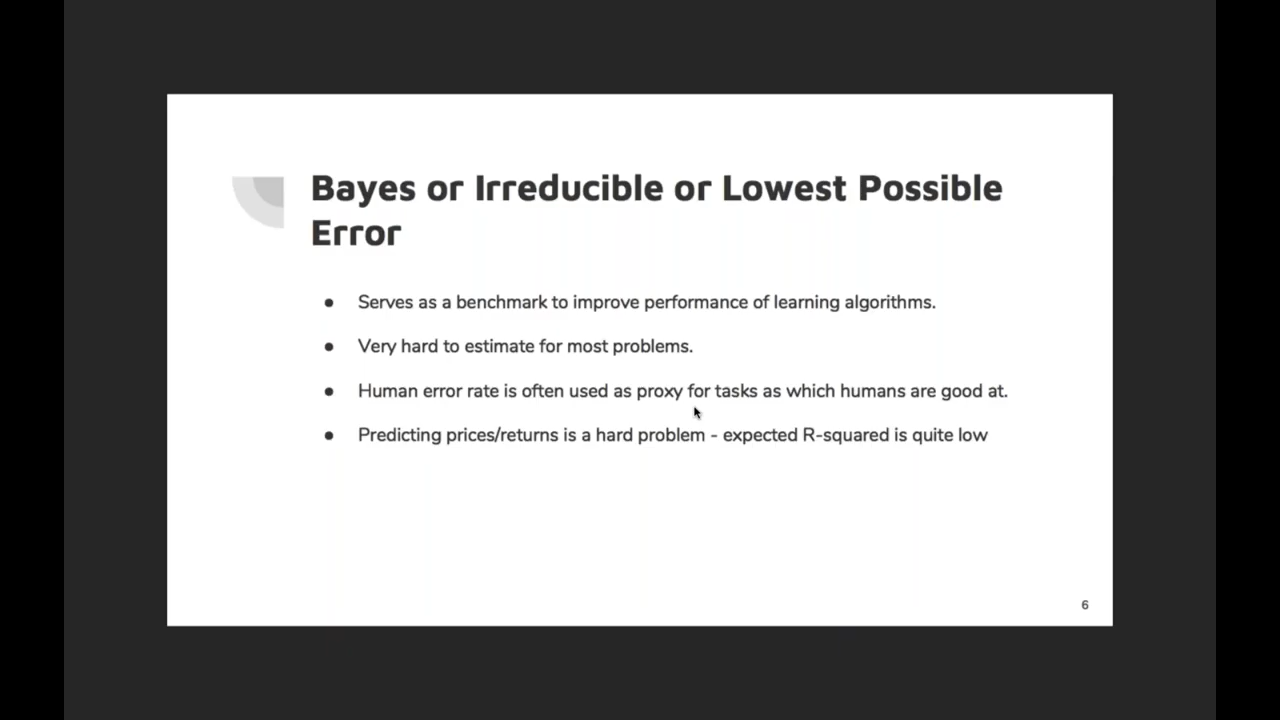 Bayes or Irreducible or Lowest Possible
Error
● Serves as a benchmark to improve performance of learning algorithms.
● Very hard to estimate for most problems.
● Human error rate is often used as proxy for tasks as which humans are good at.
● Predicting prices/returns is a hard problem - expected R-squared is quite low
6